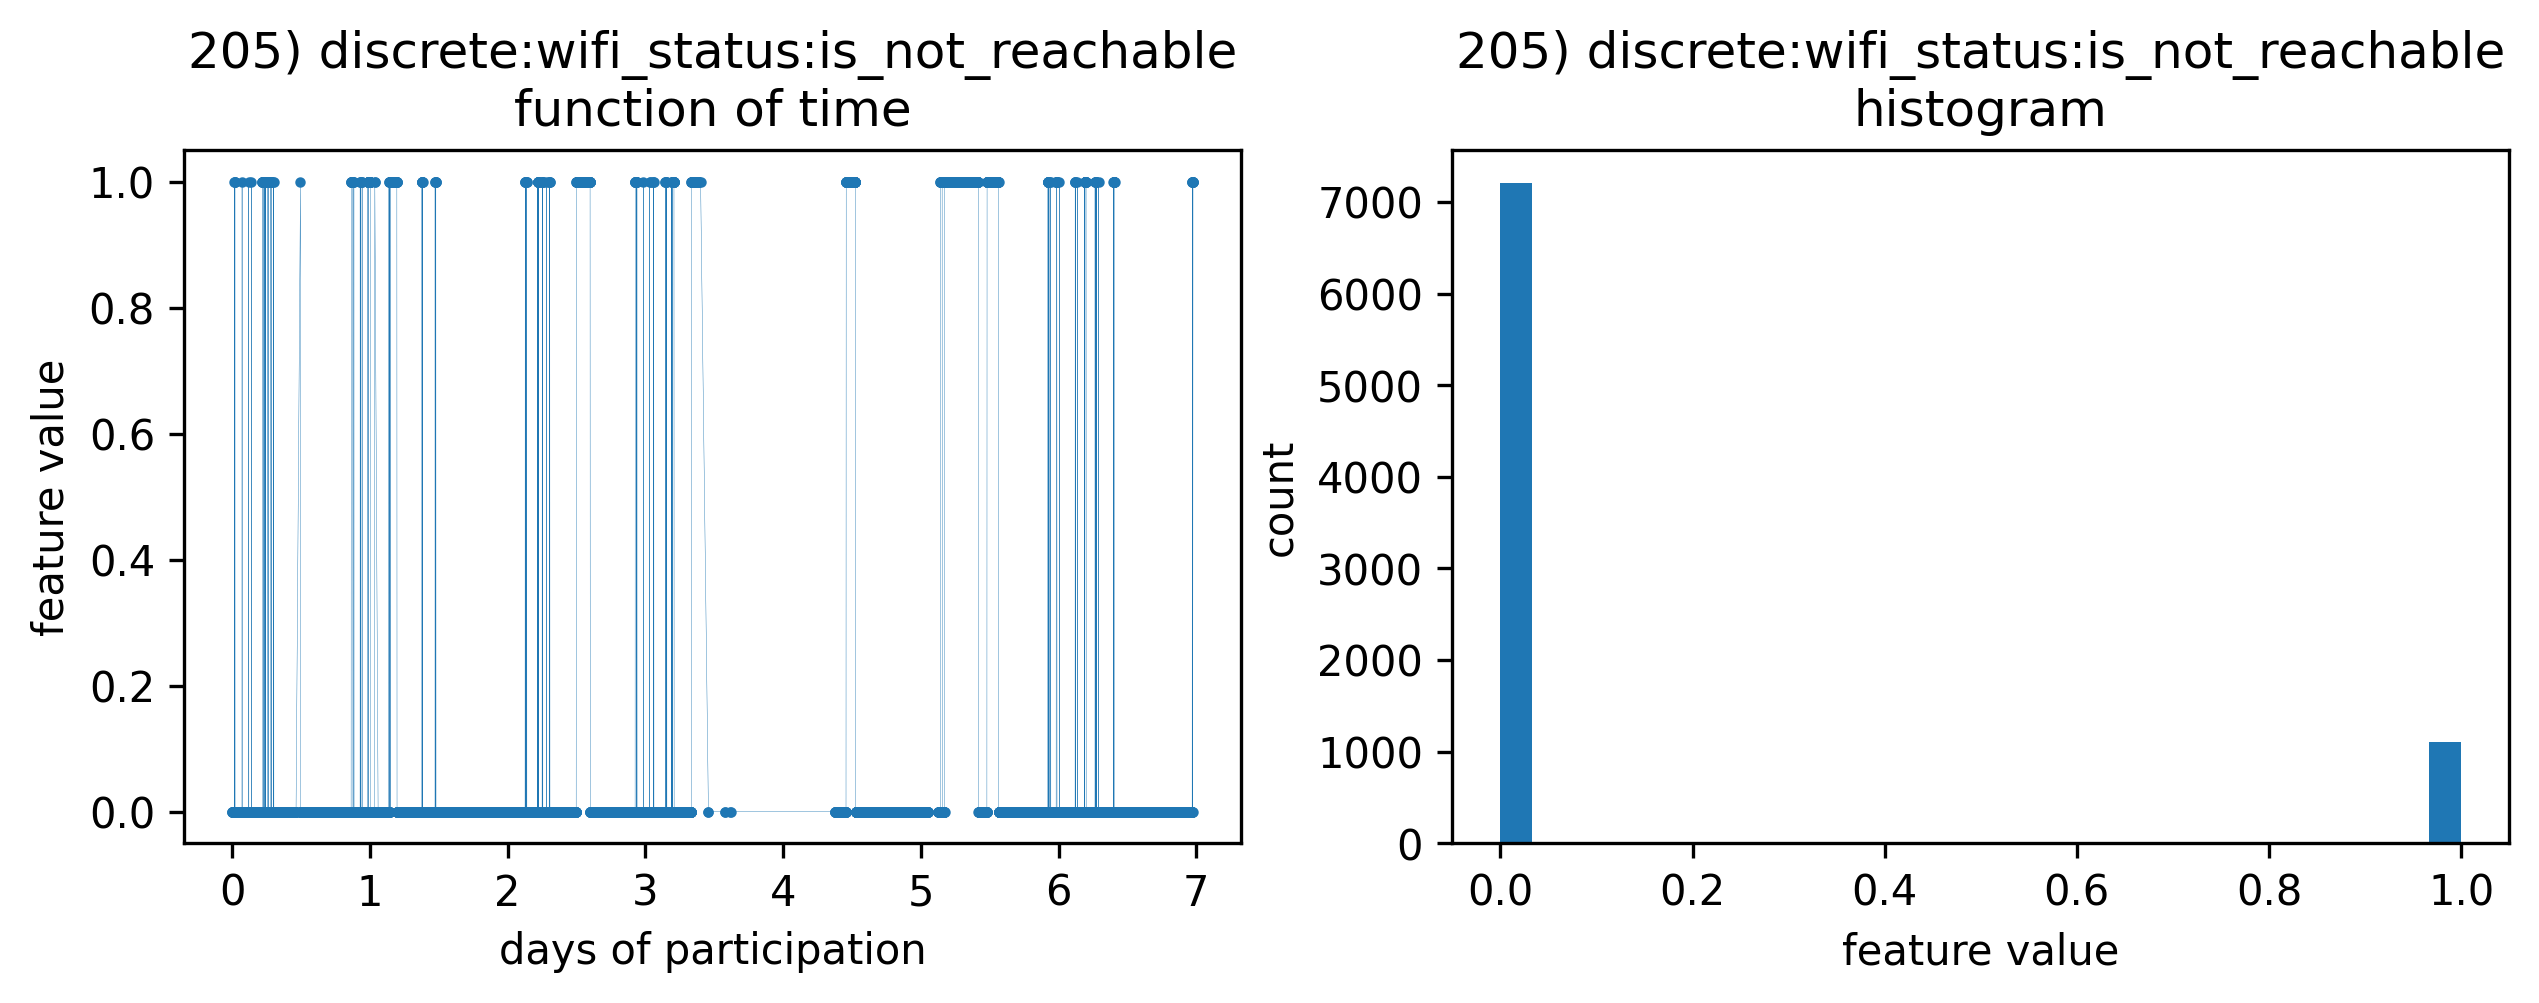 205) discrete:wifi_status:is_not_reachable
function of time
1.0
0.8
0.6
0.4
0.2
0.0
feature value
0 1 2 3 4 5 6 7
days of participation
205) discrete:wifi_status:is_not_reachable
histogram
7000
6000
5000
4000
3000
2000
1000
0
count
0.0 0.2 0.4 0.6 0.8 1.0
feature value